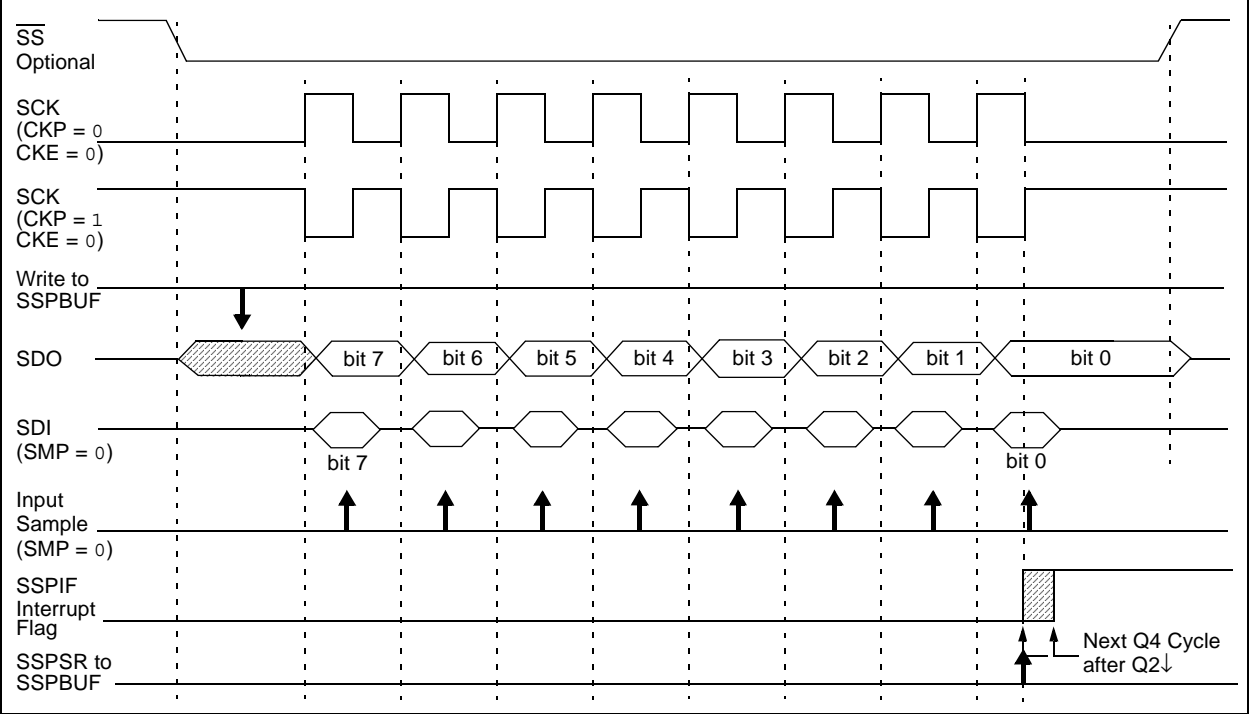 SS
Optional
SCK
(CKP = 0
CKE = 0)
SCK
(CKP = 1
CKE = 0)
Write to
SSPBUF
SDO
bit 7 bit 6 bit 5 bit 4 bit 3 bit 2 bit 1 bit 0
SDI
(SMP = 0)
bit 7 bit 0
Input
Sample
(SMP = 0)
SSPIF
Interrupt
Flag
Next Q4 Cycle
after Q2↓
SSPSR to
SSPBUF